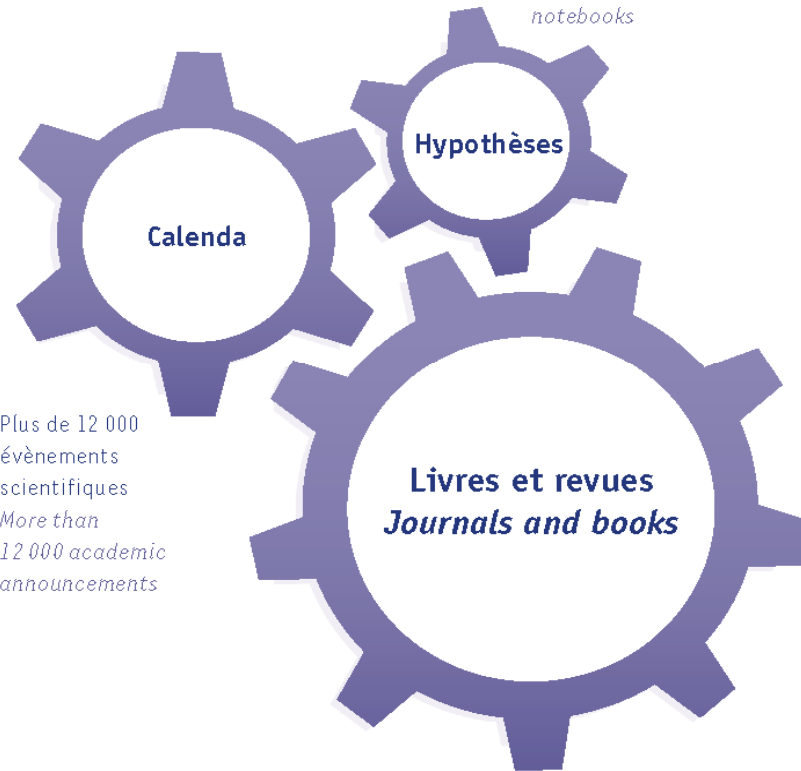 notebooks
Hypothèses
Calenda
Plus de 12 000
évènements
scientifiques
More than
12 000 academic
announcements
Livres et revues
Journals and books